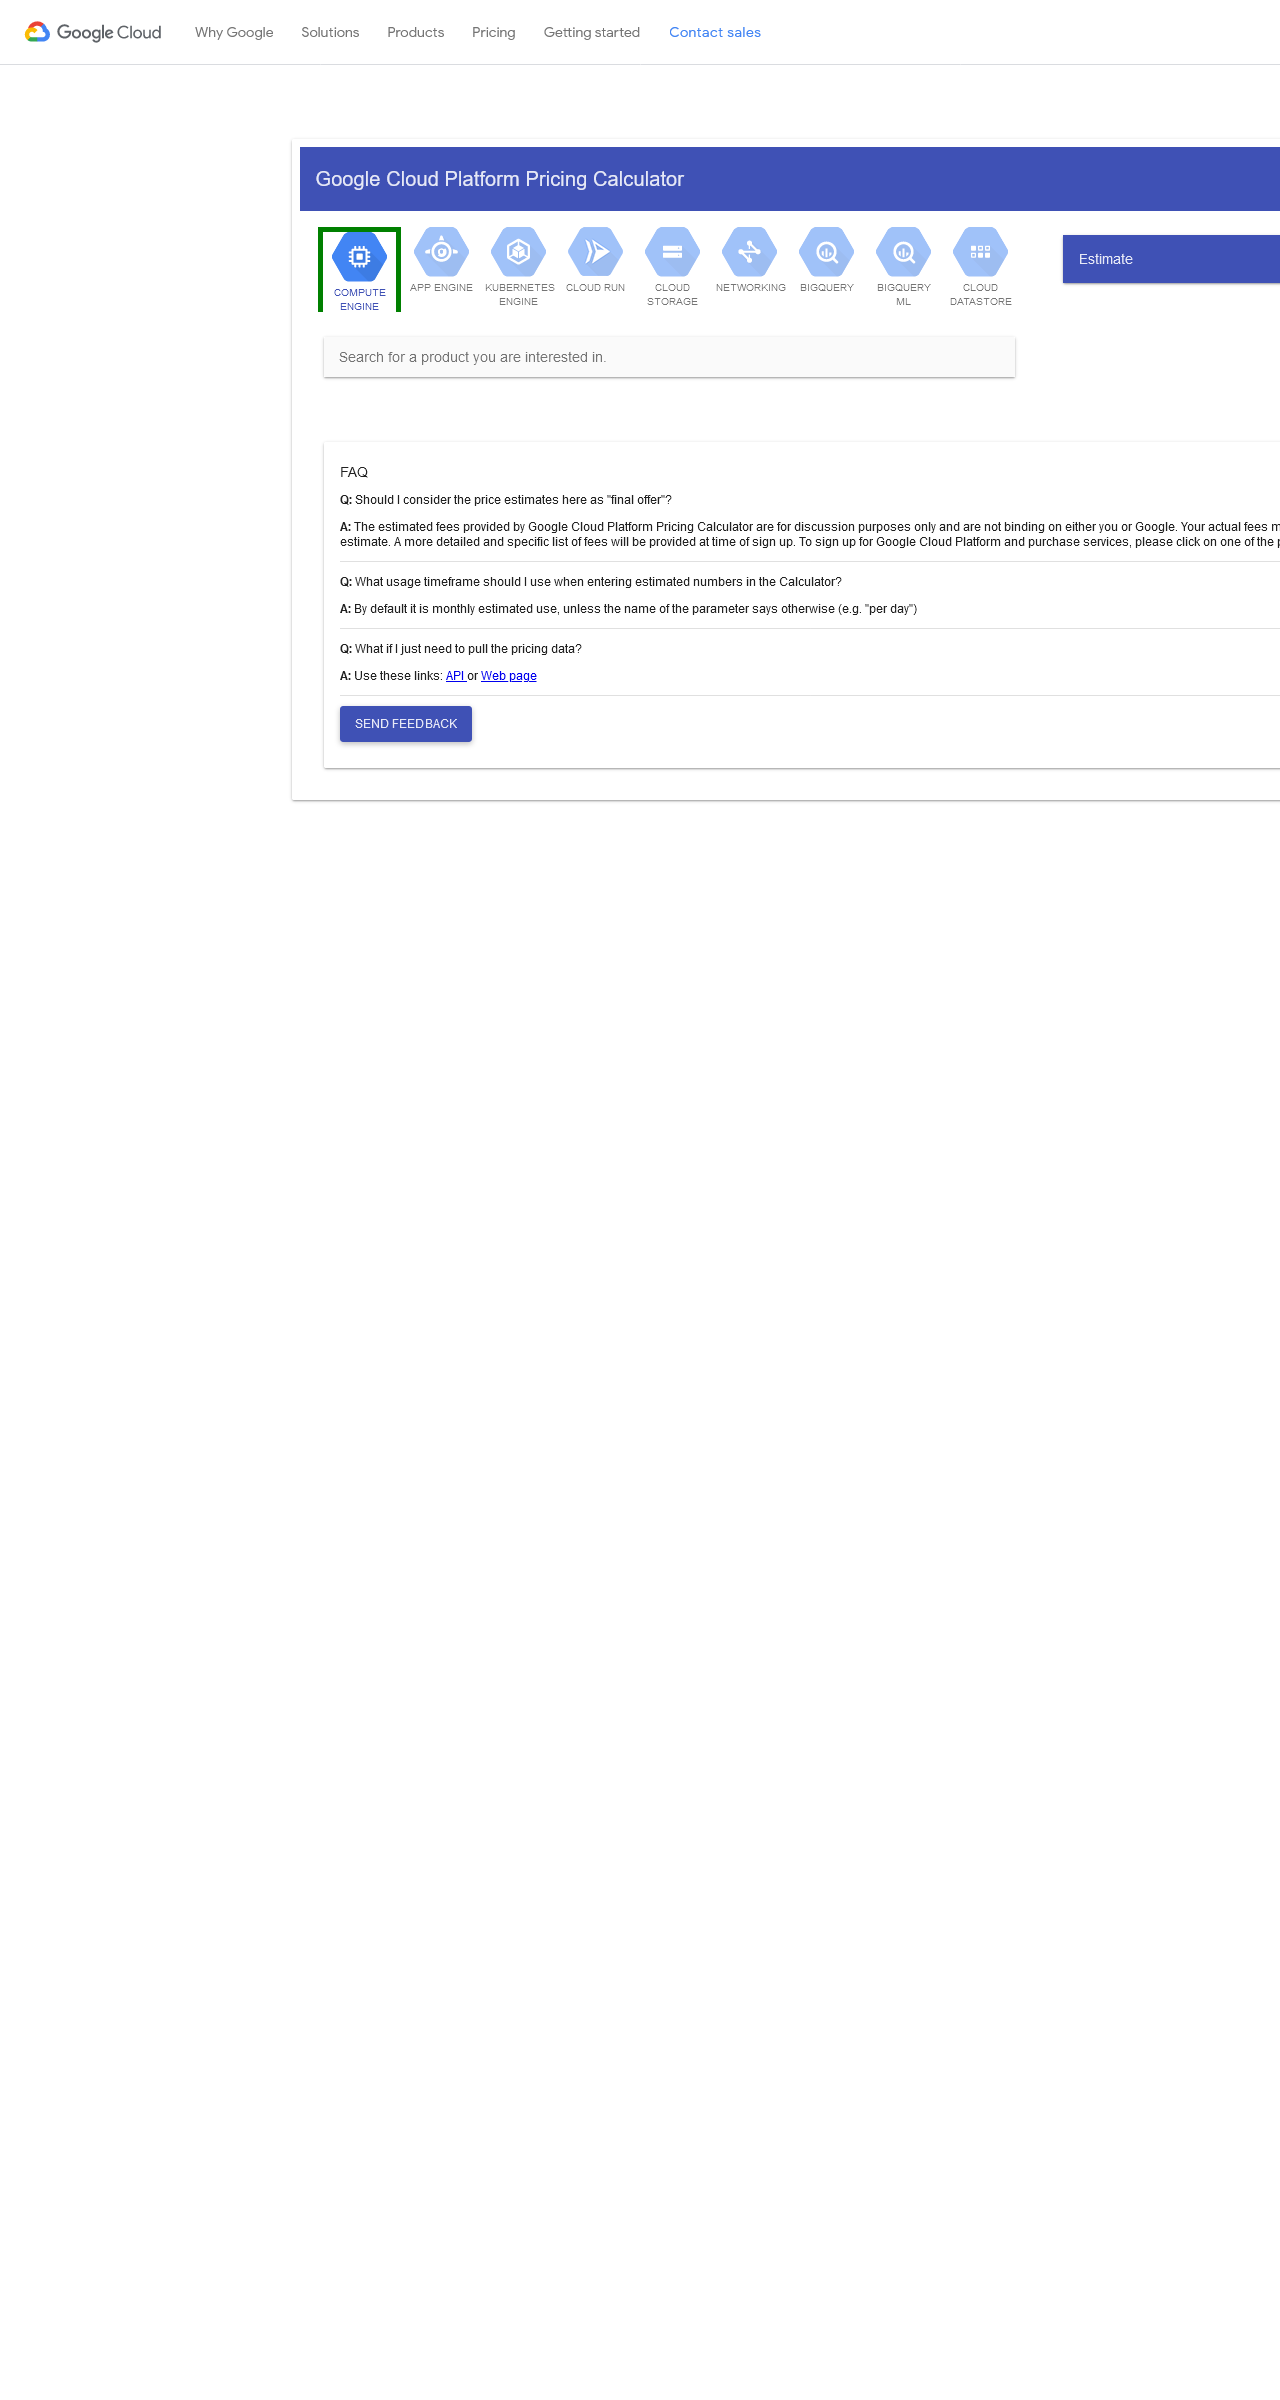 Google Cloud
Why Google
Solutions
Products
Pricing
Getting started
Contact sales
Google Cloud Platform Pricing Calculator
COMPUTE
ENGINE
APP ENGINE
KUBERNETES
ENGINE
CLOUD RUN
CLOUD
STORAGE
NETWORKING
BIGQUERY
BIGQUERY
ML
CLOUD
DATASTORE
Estimate
Search for a product you are interested in.
FAQ
Q: Should I consider the price estimates here as "final offer"?
A: The estimated fees provided by Google Cloud Platform Pricing Calculator are for discussion purposes only and are not binding on either you or Google. Your actual fees
estimate. A more detailed and specific list of fees will be provided at time of sign up. To sign up for Google Cloud Platform and purchase services, please click on one of the
Q: What usage timeframe should I use when entering estimated numbers in the Calculator?
A: By default it is monthly estimated use, unless the name of the parameter says otherwise (e.g. "per day")
Q: What if I just need to pull the pricing data?
A: Use these links: API or Web page
SEND FEEDBACK